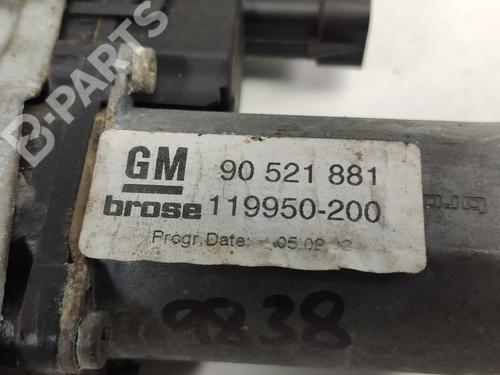 B-PARTS
GM 90 521 881
brose 119950-200
Progr.Date:
9838